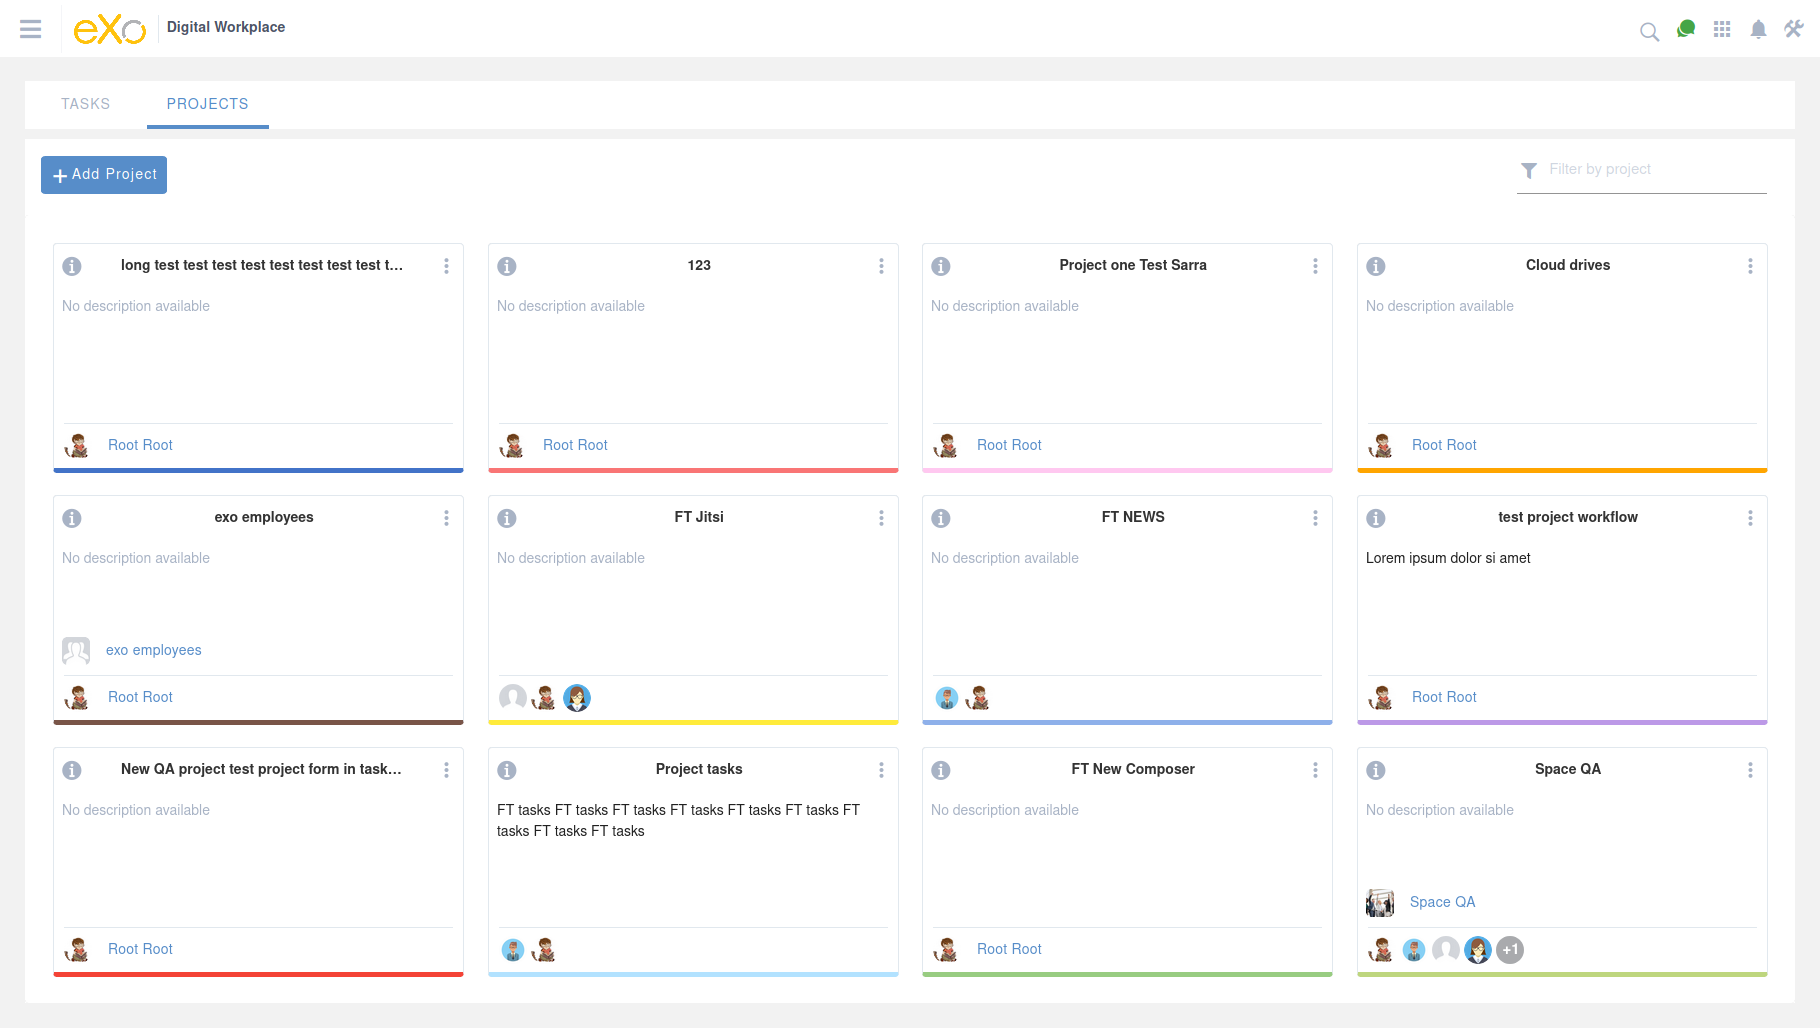 eXo
Digital Workplace
TASKS
PROJECTS
+ Add Project
Filter by project
long test test test test test test test test t...
No description available
Root Root
123
No description available
Root Root
Project one Test Sarra
No description available
Root Root
Cloud drives
No description available
Root Root
exo employees
No description available
exo employees
Root Root
FT Jitsi
No description available
FT NEWS
No description available
test project workflow
Lorem ipsum dolor si amet
Root Root
New QA project test project form in task...
No description available
Root Root
Project tasks
FT tasks FT tasks FT tasks FT tasks FT tasks FT tasks FT
tasks FT tasks FT tasks
FT New Composer
No description available
Root Root
Space QA
No description available
Space QA
+1